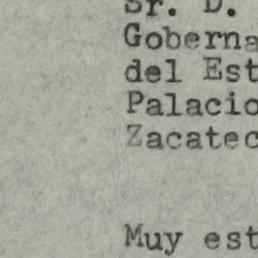 Sr. D.
Goberna
del Est
Palacio
Zacatec
Muy est